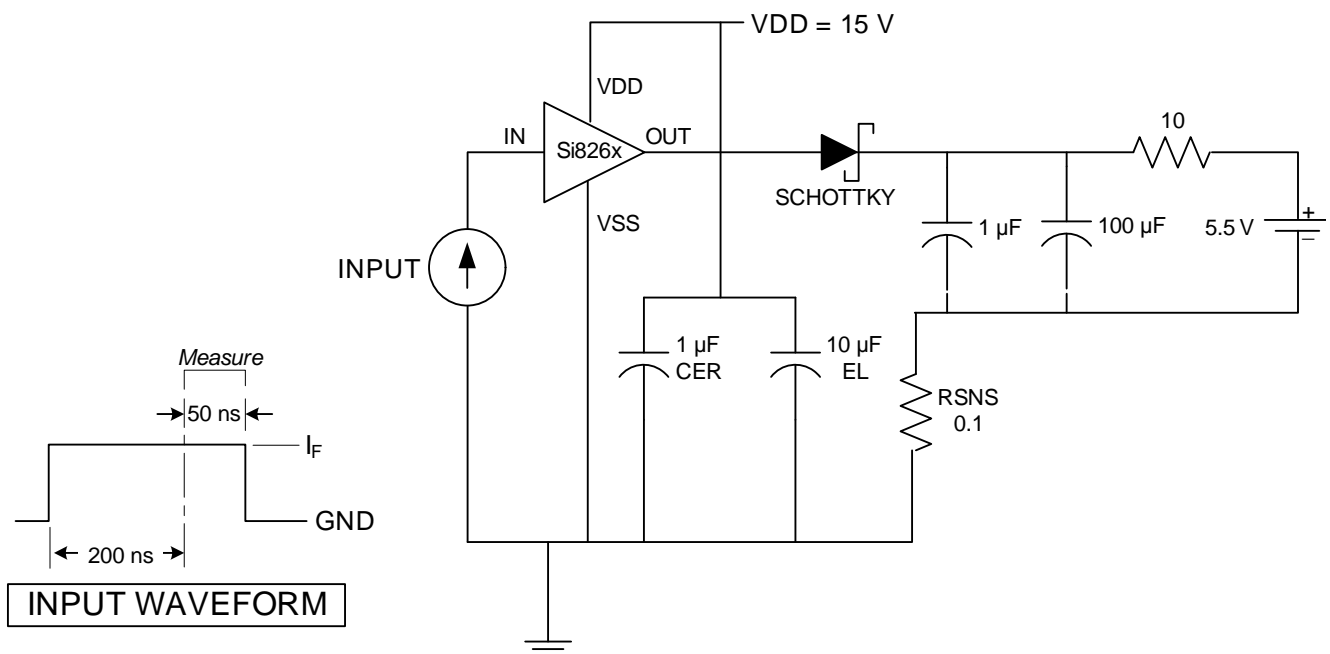 VDD = 15 V
VDD
10
IN
Si826x
OUT
SCHOTTKY
VSS
1 µF
100 µF
5.5 V
+
–
INPUT
1 µF
CER
10 µF
EL
RSNS
0.1
Measure
50 ns
IF
GND
200 ns
INPUT WAVEFORM